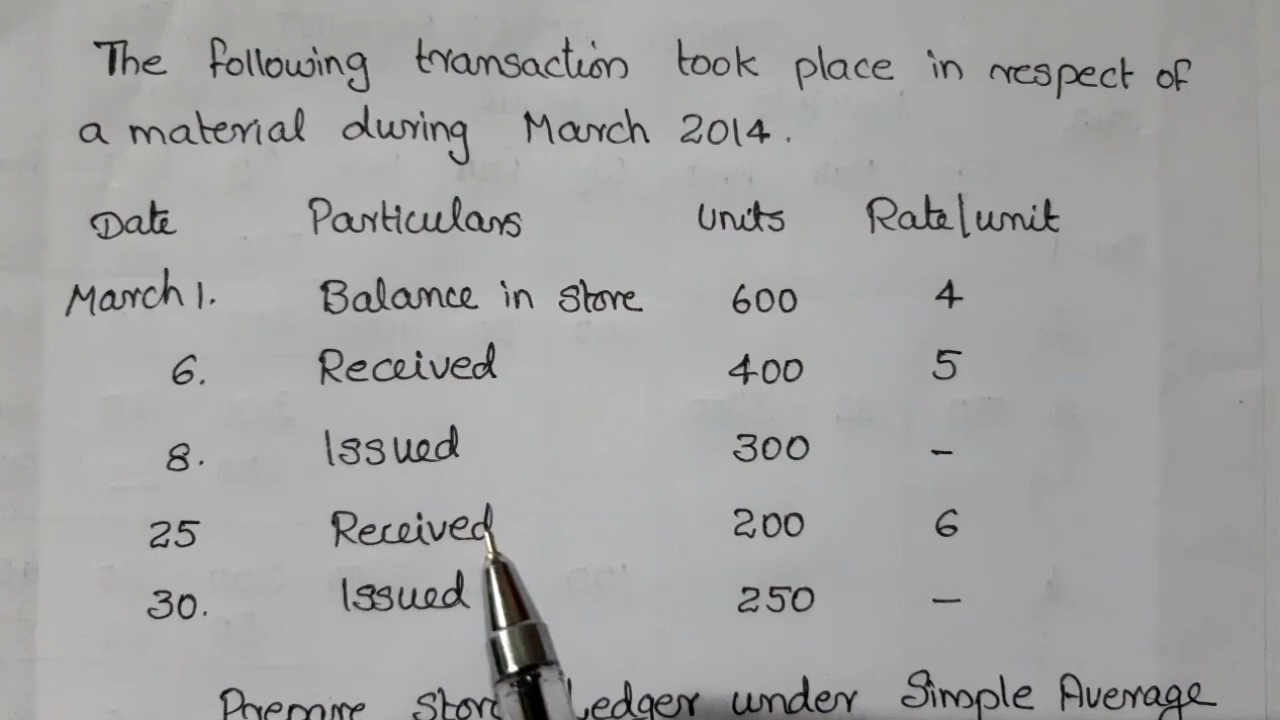 The following transaction took place in respect of
a material during March 2014.
Date Particulars Units Rate/unit
March 1. Balance in store 600 4
6. Received 400 5
8. Issued 300 -
25 Received 200 6
30. Issued 250 -
Prepare Ledger under Simple Average